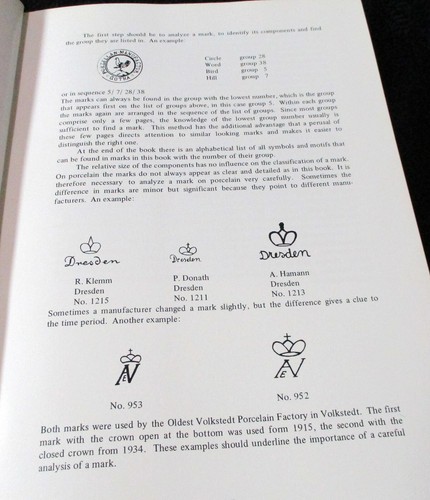 The first step should be to analyze a mark, to identify its components and find
the group they are listed in. An example:
Circle group 28
Word group 38
Bird group 5
Hill group 7
or in sequence 5/ 7/ 28/ 38
The marks can always be found in the group with the lowest number, which is the group
that appears first on the list of groups above, in this case group 5. Within each group
the marks again are arranged in the sequence of the list of groups. Since most groups
comprise only a few pages, the knowledge of the lowest group number usually is
sufficient to find a mark. This method has the additional advantage that a perusal of
these few pages directs attention to similar looking marks and makes it easier to
distinguish the right one.
At the end of the book there is an alphabetical list of all symbols and motifs that
can be found in marks in this book with the number of their group.
The relative size of the components has no influence on the classification of a mark.
On porcelain the marks do not always appear as clear and detailed as in this book. It is
therefore necessary to analyze a mark on porcelain very carefully. Sometimes the
difference in marks are minor but significant because they point to different manu-
facturers. An example:
Dresden Dresden Dresden
R. Klemm P. Donath A. Hamann
Dresden Dresden Dresden
No. 1215 No. 1211 No. 1213
Sometimes a manufacturer changed a mark slightly, but the difference gives a clue to
the time period. Another example:
No. 953 No. 952
Both marks were used by the Oldest Volkstedt Porcelain Factory in Volkstedt. The first
mark with the crown open at the bottom was used form 1915, the second with the
closed crown from 1934. These examples should underline the importance of a careful
analysis of a mark.